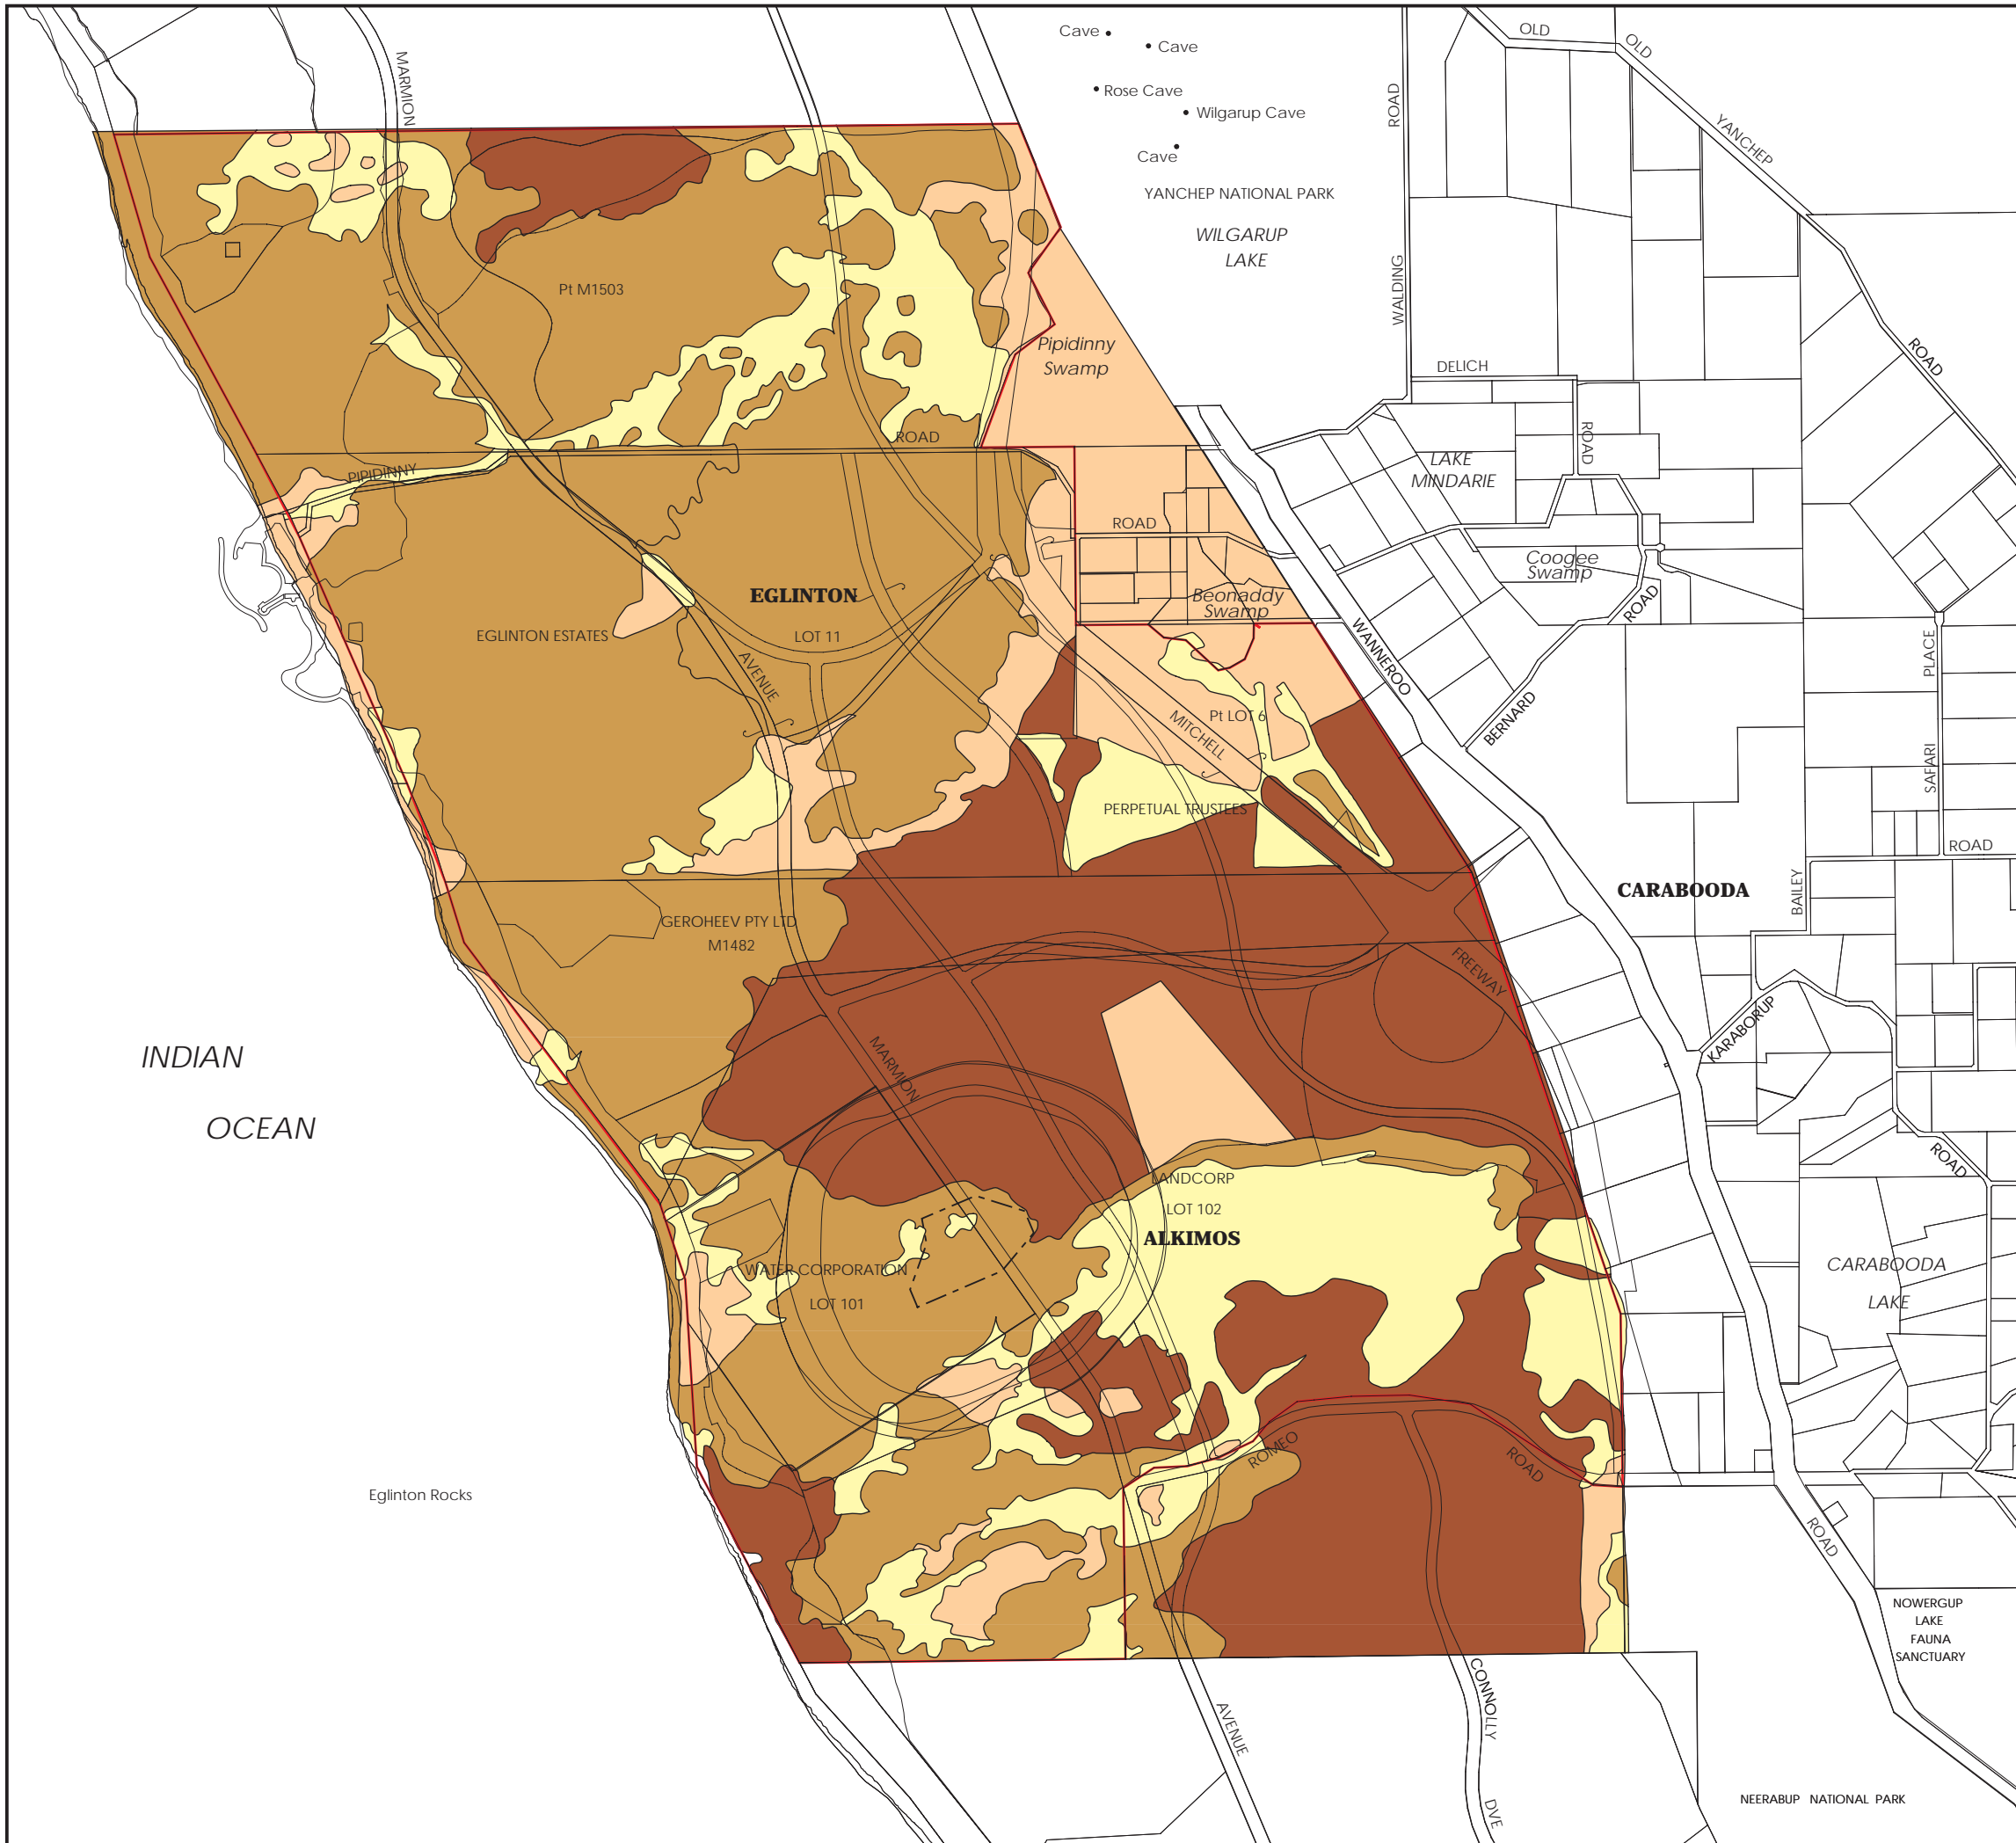 OLD
OLD
Cave
Cave
MARMION
Rose Cave
ROAD
Wilgarup Cave
YANCHEP
Cave
YANCHEP NATIONAL PARK
WILGARUP
LAKE
WALDING
Pt M1503
Pipidinny
Swamp
ROAD
DELICH
ROAD
ROAD
LAKE
MINDARIE
PIPIDINNY
ROAD
Coogee
Swamp
EGLINTON
Beonaddy
Swamp
ROAD
EGLINTON ESTATES
LOT 11
WANNEROO
PLACE
AVENUE
MITCHELL
Pt LOT 6
BERNARD
SAFARI
PERPETUAL TRUSTEES
ROAD
CARABOODA
BAILEY
GEROHEEV PTY LTD
M1482
FREEWAY
KARABORUP
INDIAN
OCEAN
MARMION
ROAD
LANDCORP
LOT 102
ALKIMOS
WATER CORPORATION
LOT 101
CARABOODA
LAKE
ROMEO
ROAD
Eglinton Rocks
ROAD
NOWERGUP
LAKE
FAUNA
SANCTUARY
CONNOLLY
AVENUE
DVE
NEERABUP NATIONAL PARK